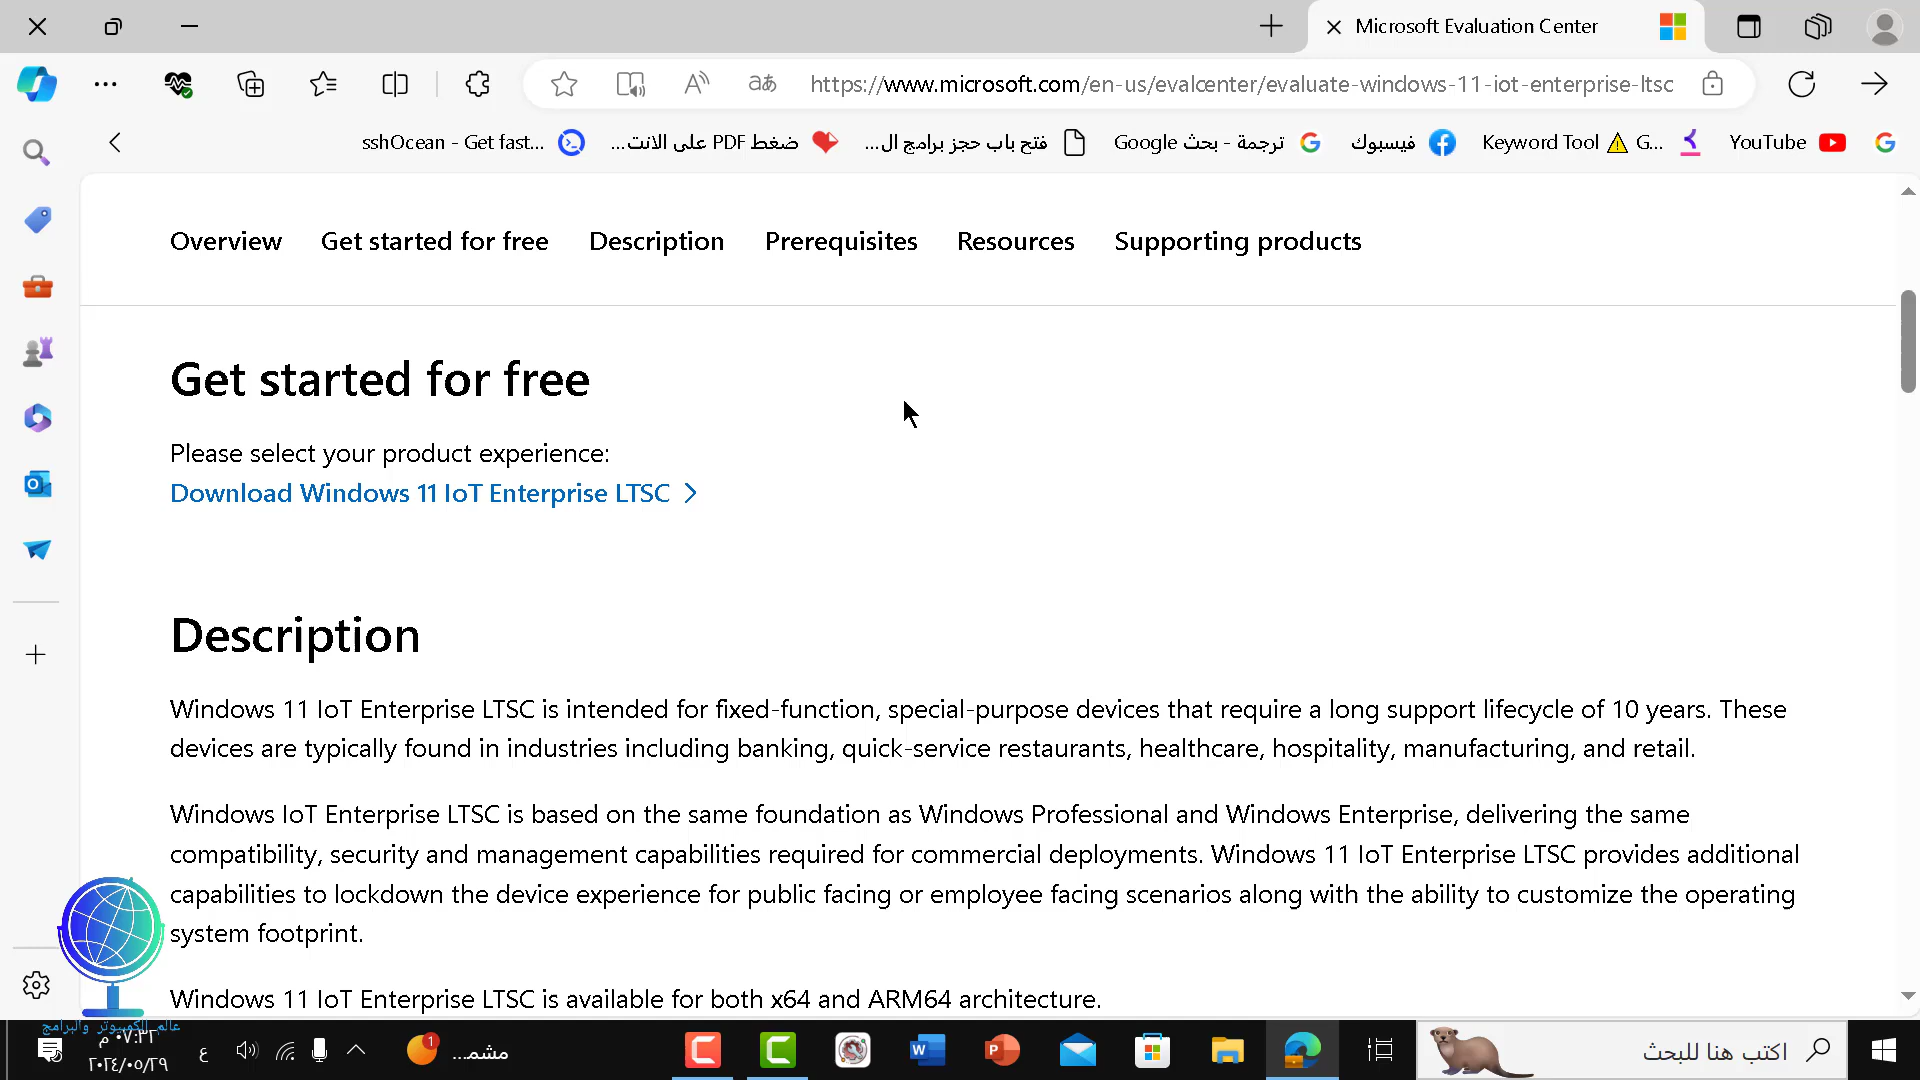 Microsoft Evaluation Center
https://www.microsoft.com/en-us/evalcenter/evaluate-windows-11-iot-enterprise-ltsc
sshOcean - Get fast...
ضغط PDF على الانت...
فتح باب حجز برامج ال...
ترجمة - بحث Google
فيسبوك
Keyword Tool ⚠ G...
YouTube
Overview
Get started for free
Description
Prerequisites
Resources
Supporting products
Get started for free
Please select your product experience:
Download Windows 11 IoT Enterprise LTSC
Description
Windows 11 IoT Enterprise LTSC is intended for fixed-function, special-purpose devices that require a long support lifecycle of 10 years. These
devices are typically found in industries including banking, quick-service restaurants, healthcare, hospitality, manufacturing, and retail.
Windows IoT Enterprise LTSC is based on the same foundation as Windows Professional and Windows Enterprise, delivering the same
compatibility, security and management capabilities required for commercial deployments. Windows 11 IoT Enterprise LTSC provides additional
capabilities to lockdown the device experience for public facing or employee facing scenarios along with the ability to customize the operating
system footprint.
Windows 11 IoT Enterprise LTSC is available for both x64 and ARM64 architecture.
عالم الكمبيوتر والبرامج
٠٧:٣٢ م
٢٠٢٤/٠٥/٢٩
ع
1
مشمـ...
اكتب هنا للبحث